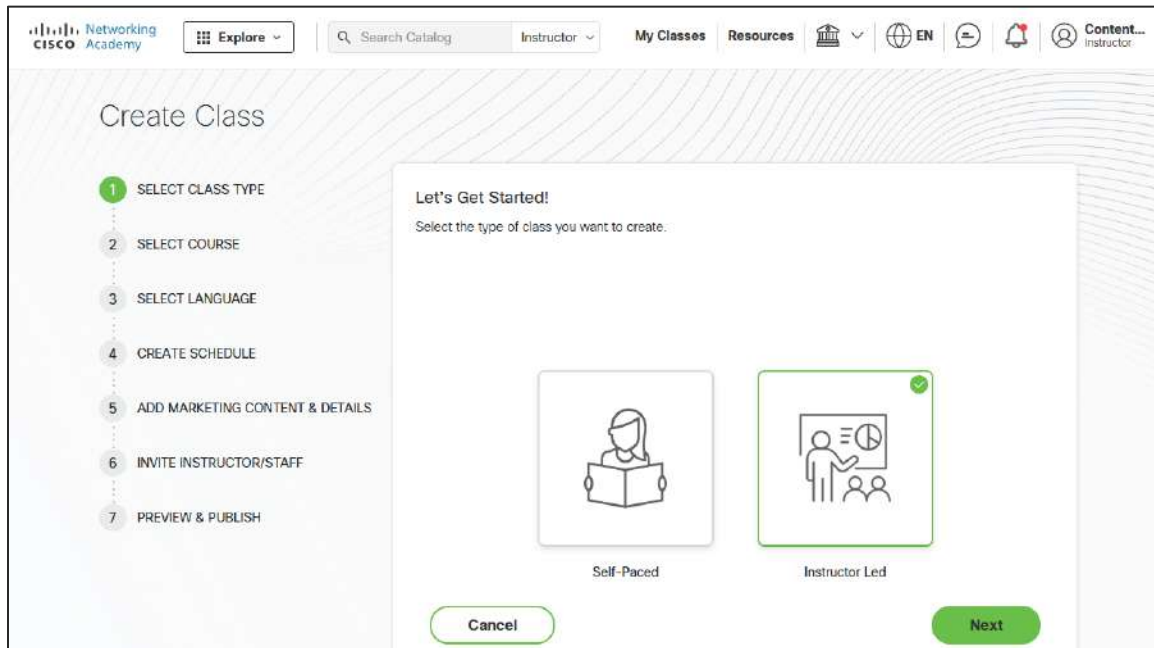 Networking
CISCO Academy
Explore
Search Catalog
Instructor
My Classes
Resources
EN
Content...
Instructor
Create Class
1 SELECT CLASS TYPE
2 SELECT COURSE
3 SELECT LANGUAGE
4 CREATE SCHEDULE
5 ADD MARKETING CONTENT & DETAILS
6 INVITE INSTRUCTOR/STAFF
7 PREVIEW & PUBLISH
Let's Get Started!
Select the type of class you want to create.
Self-Paced
Instructor Led
Cancel
Next